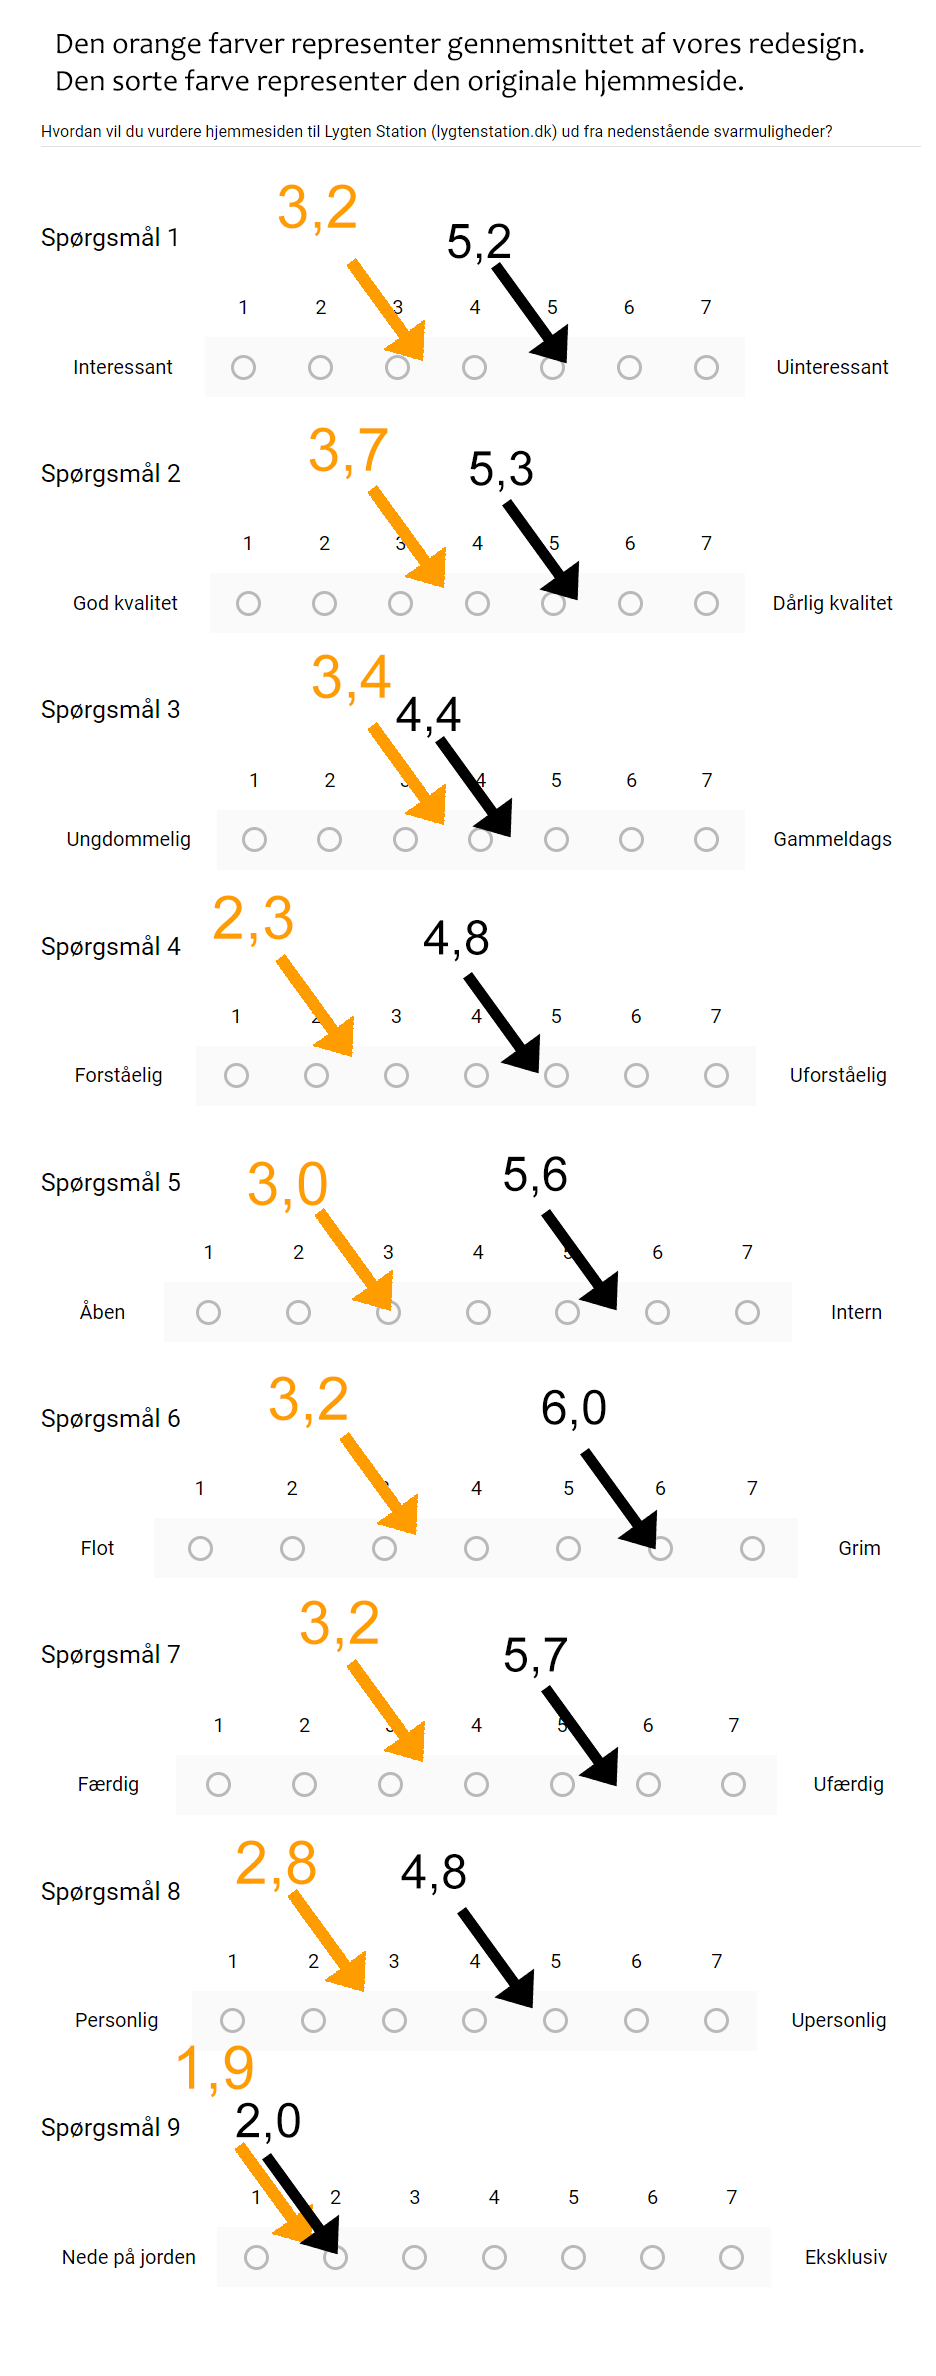 Den orange farver representer gennemsnittet af vores redesign.
Den sorte farve representer den originale hjemmeside.
Hvordan vil du vurdere hjemmesiden til Lygten Station (lygtenstation.dk) ud fra nedenstående svarmuligheder?
Spørgsmål 1
3,2
5,2
1 2 3 4 5 6 7
Interessant
Uinteressant
Spørgsmål 2
3,7
5,3
1 2 3 4 5 6 7
God kvalitet
Dårlig kvalitet
Spørgsmål 3
3,4
4,4
1 2 3 4 5 6 7
Ungdommelig
Gammeldags
Spørgsmål 4
2,3
4,8
1 2 3 4 5 6 7
Forståelig
Uforståelig
Spørgsmål 5
3,0
5,6
1 2 3 4 5 6 7
Åben
Intern
Spørgsmål 6
3,2
6,0
1 2 4 5 6 7
Flot
Grim
Spørgsmål 7
3,2
5,7
1 2 3 4 5 6 7
Færdig
Ufærdig
Spørgsmål 8
2,8
4,8
1 2 3 4 5 6 7
Personlig
Upersonlig
Spørgsmål 9
1,9
2,0
1 2 3 4 5 6 7
Nede på jorden
Eksklusiv